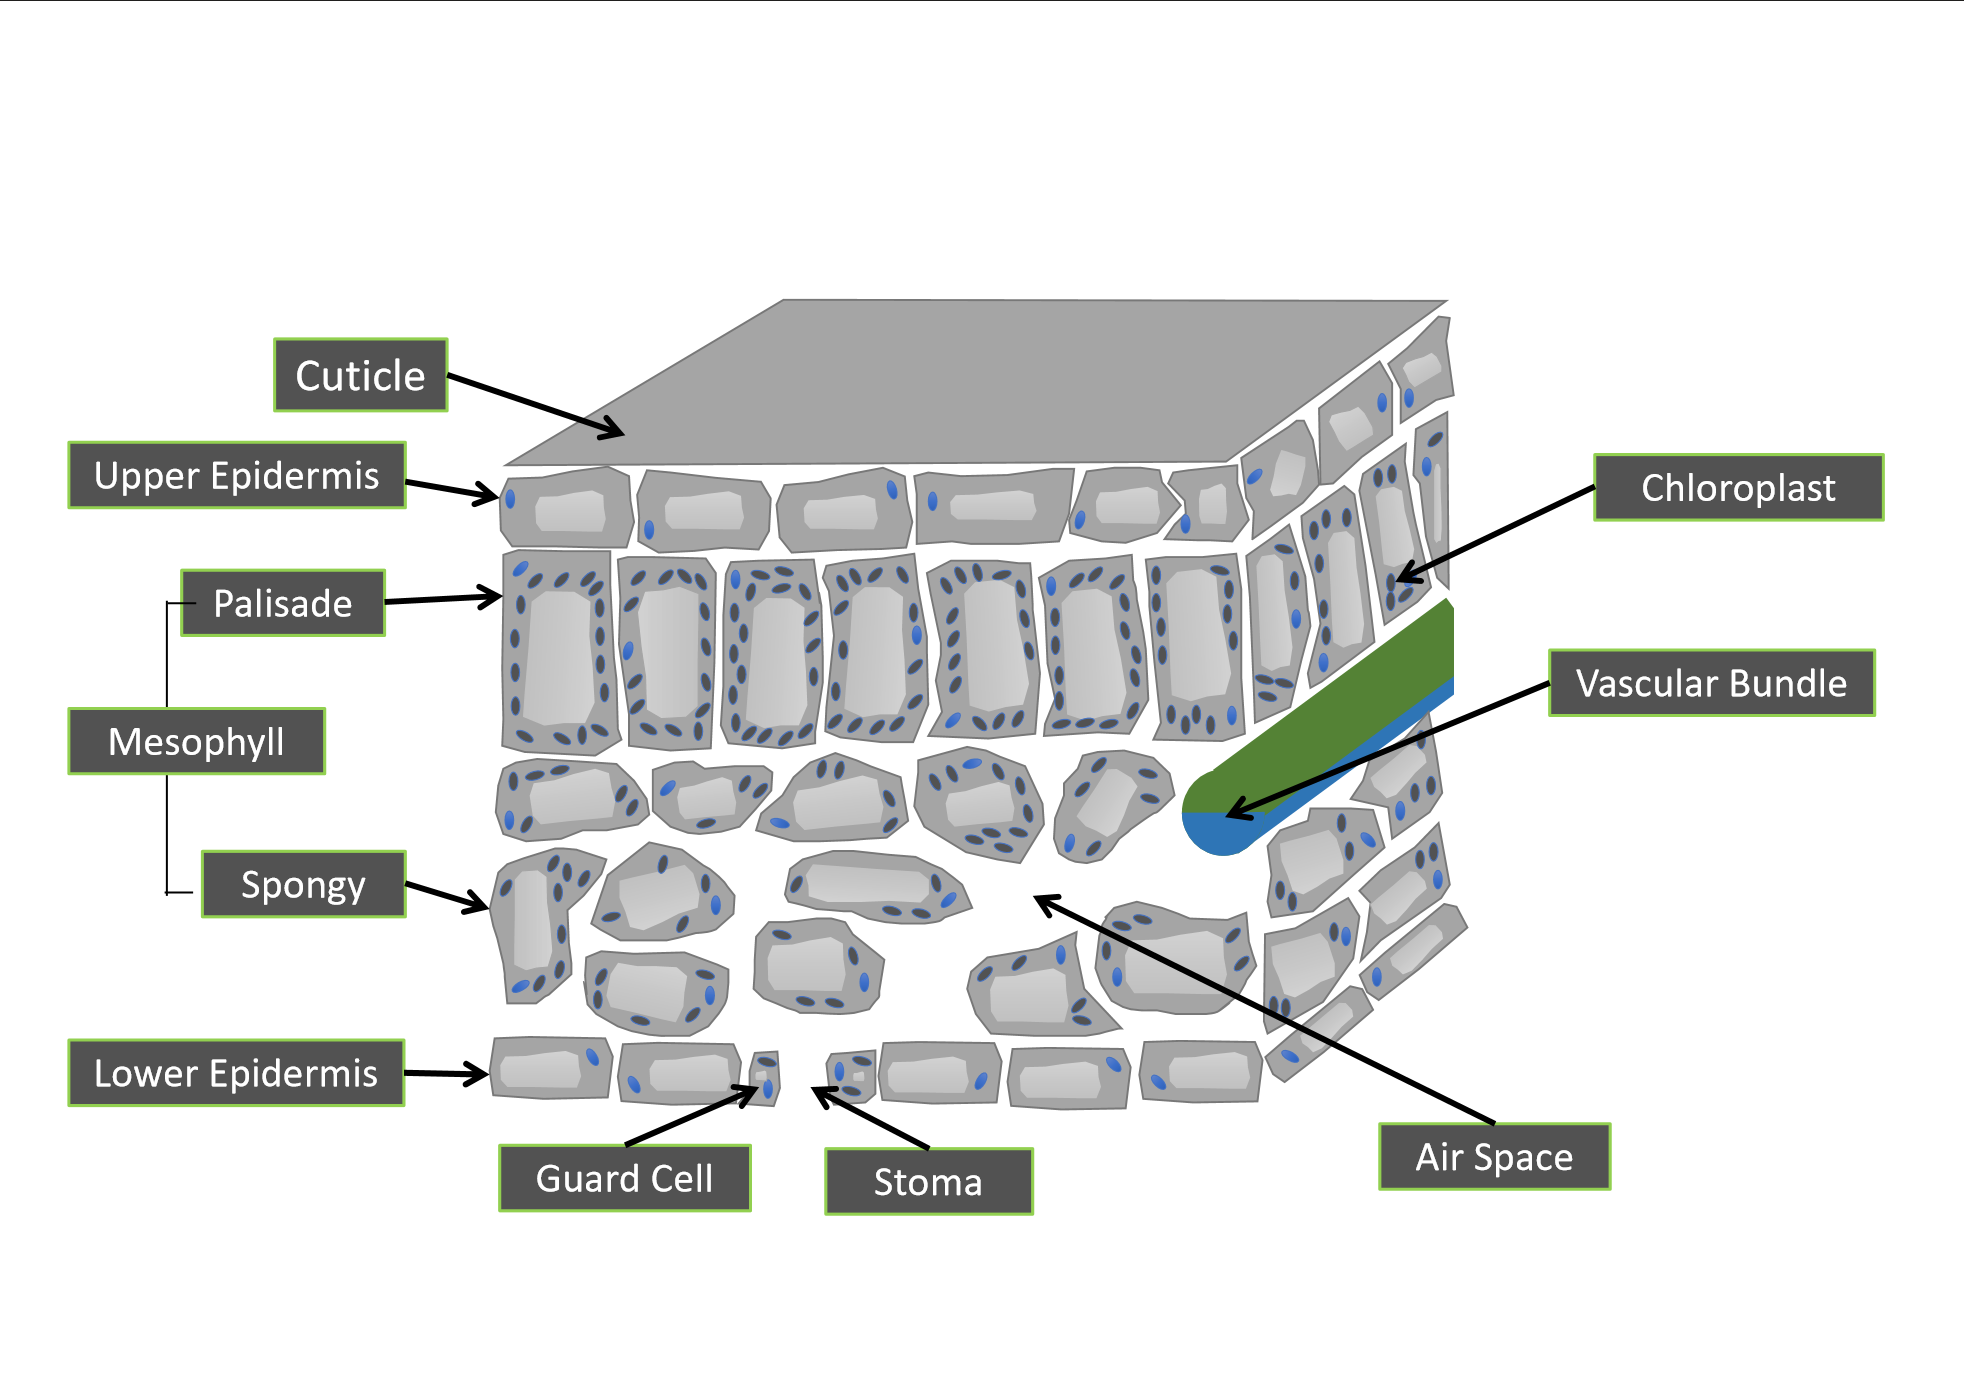 Cuticle
Upper Epidermis
Chloroplast
Palisade
Vascular Bundle
Mesophyll
Spongy
Lower Epidermis
Air Space
Guard Cell
Stoma